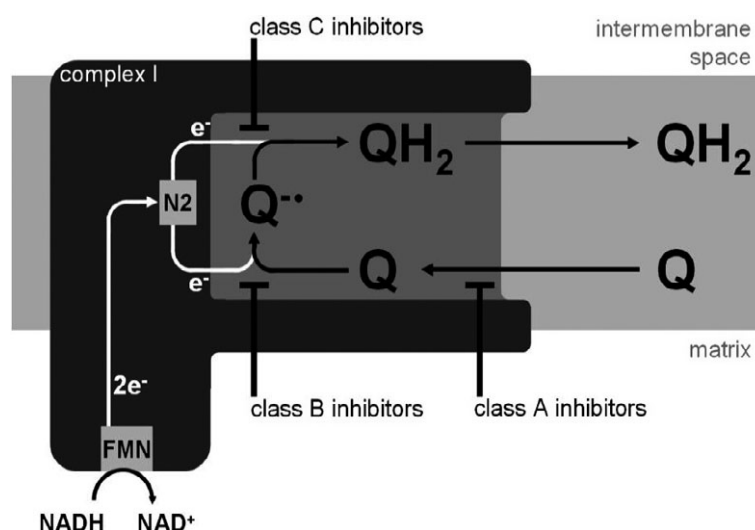 class C inhibitors
intermembrane
space
complex I
e-
QH2
QH2
N2
Q-•
e-
Q
Q
matrix
2e-
class B inhibitors
class A inhibitors
FMN
NADH
NAD+